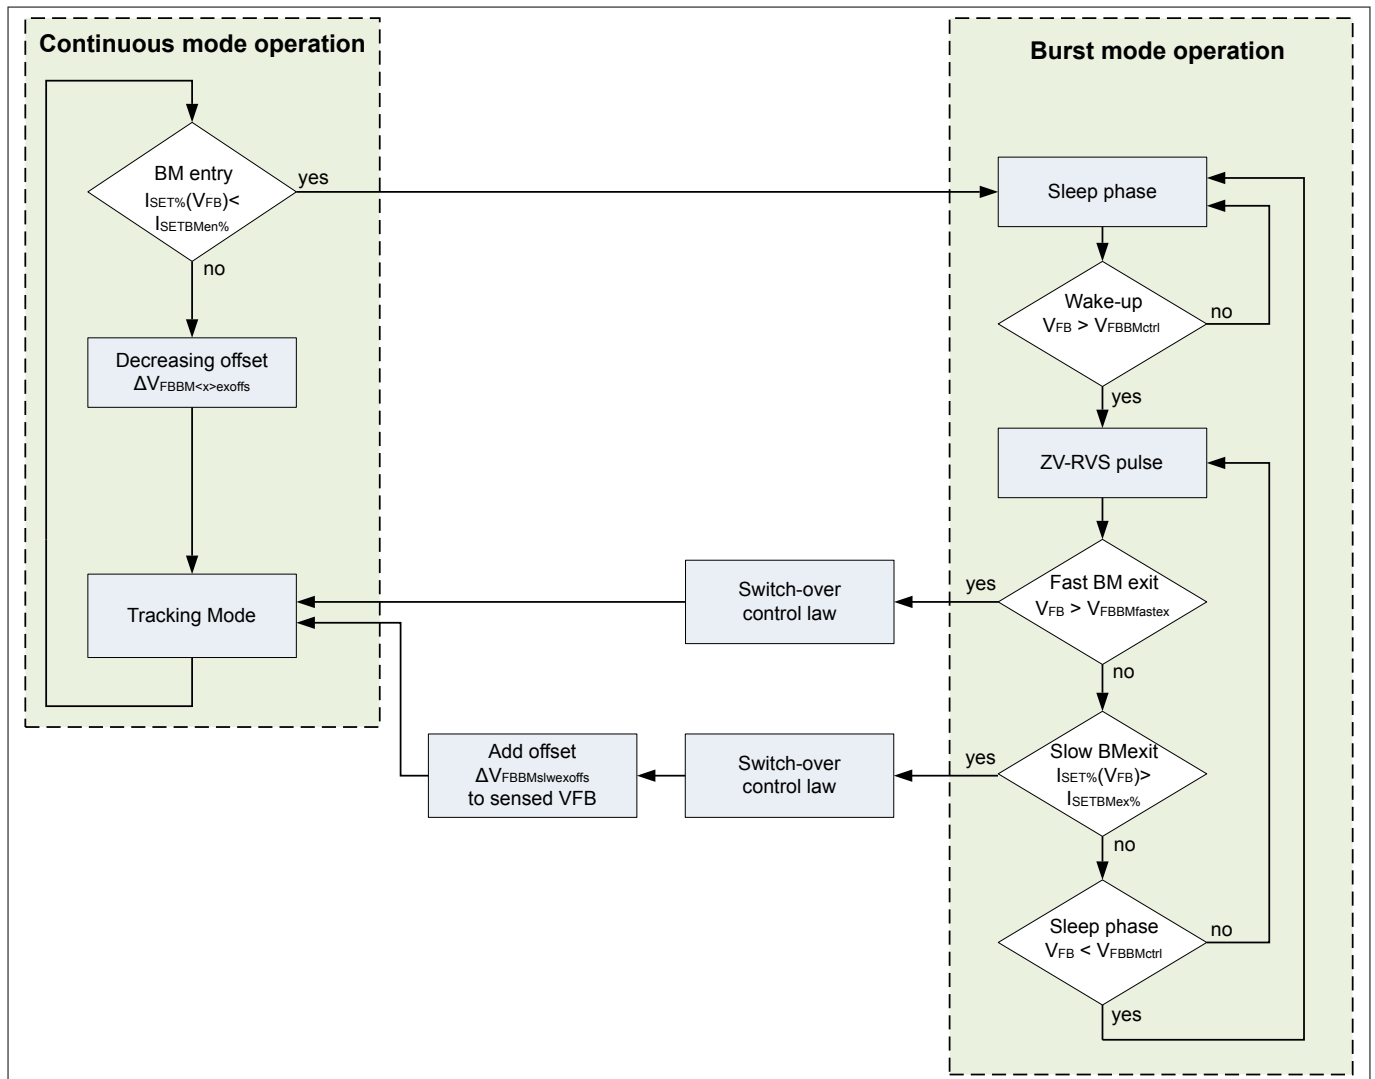 Continuous mode operation
BM entry
ISET%(VFB)<
ISETBMen%
yes
no
Decreasing offset
ΔVFBBM<x>exoffs
Tracking Mode
Switch-over
control law
Add offset
ΔVFBBMslwexoffs
to sensed VFB
Switch-over
control law
Burst mode operation
Sleep phase
Wake-up
VFB > VFBBMctrl
no
yes
ZV-RVS pulse
Fast BM exit
VFB > VFBBMfastex
yes
no
Slow BMexit
ISET%(VFB)>
ISETBMex%
yes
no
Sleep phase
VFB < VFBBMctrl
no
yes